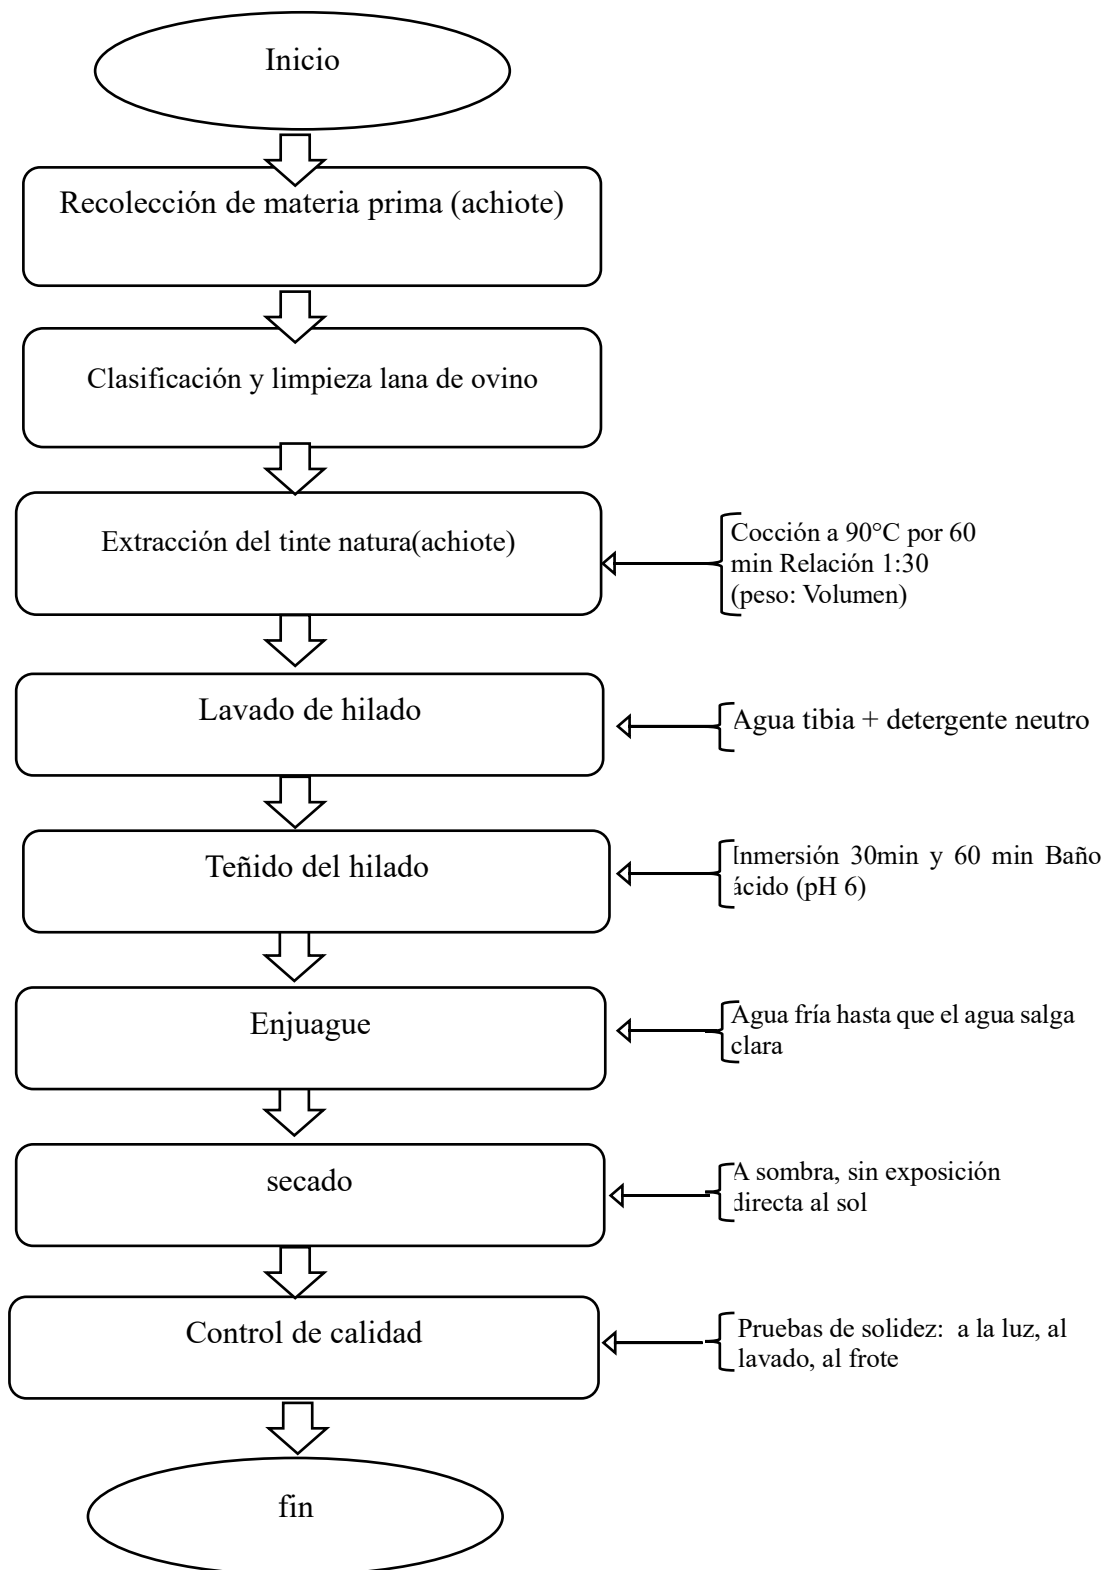 Inicio
Recolección de materia prima (achiote)
Clasificación y limpieza lana de ovino
Extracción del tinte natura(achiote)
Cocción a 90°C por 60
min Relación 1:30
(peso: Volumen)
Lavado de hilado
Agua tibia + detergente neutro
Teñido del hilado
Inmersión 30min y 60 min Baño
ácido (pH 6)
Enjuague
Agua fría hasta que el agua salga
clara
secado
A sombra, sin exposición
directa al sol
Control de calidad
Pruebas de solidez: a la luz, al
lavado, al frote
fin